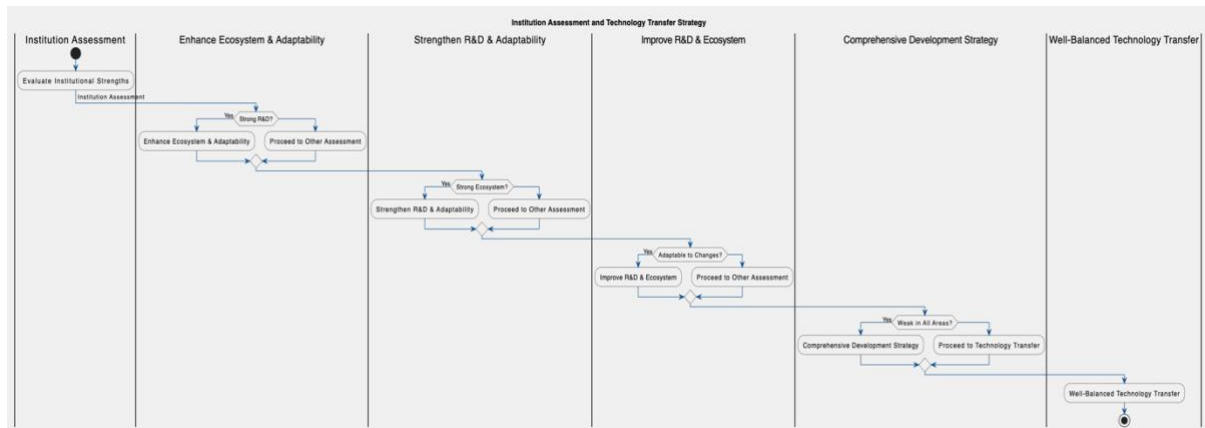 Institution Assessment and Technology Transfer Strategy
Institution Assessment
Enhance Ecosystem & Adaptability
Strengthen R&D & Adaptability
Improve R&D & Ecosystem
Comprehensive Development Strategy
Well-Balanced Technology Transfer
Evaluate Institutional Strengths
Institution Assessment
Yes
Strong R&D?
Enhance Ecosystem & Adaptability
Proceed to Other Assessment
Yes
Strong Ecosystem?
Strengthen R&D & Adaptability
Proceed to Other Assessment
Yes
Adaptable to Changes?
Improve R&D & Ecosystem
Proceed to Other Assessment
Yes
Weak in All Areas?
Comprehensive Development Strategy
Proceed to Technology Transfer
Well-Balanced Technology Transfer